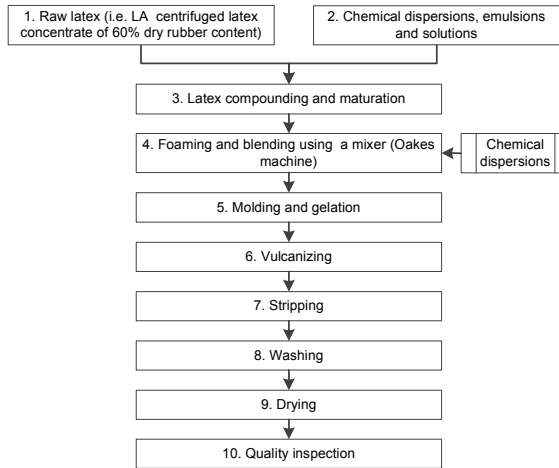 1. Raw latex (i.e. LA centrifuged latex
concentrate of 60% dry rubber content)
2. Chemical dispersions, emulsions
and solutions
3. Latex compounding and maturation
4. Foaming and blending using a mixer (Oakes
machine)
Chemical
dispersions
5. Molding and gelation
6. Vulcanizing
7. Stripping
8. Washing
9. Drying
10. Quality inspection